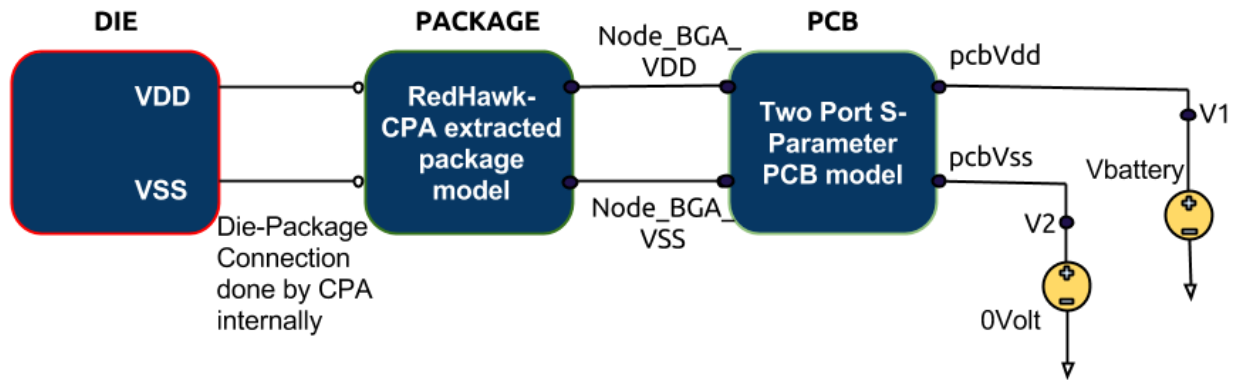 DIE
PACKAGE
PCB
VDD
VSS
Die-Package
Connection
done by CPA
internally
RedHawk-
CPA extracted
package
model
Node_BGA_
VDD
Node_BGA_
VSS
Two Port S-
Parameter
PCB model
pcbVdd
pcbVss
V1
Vbattery
V2
0Volt